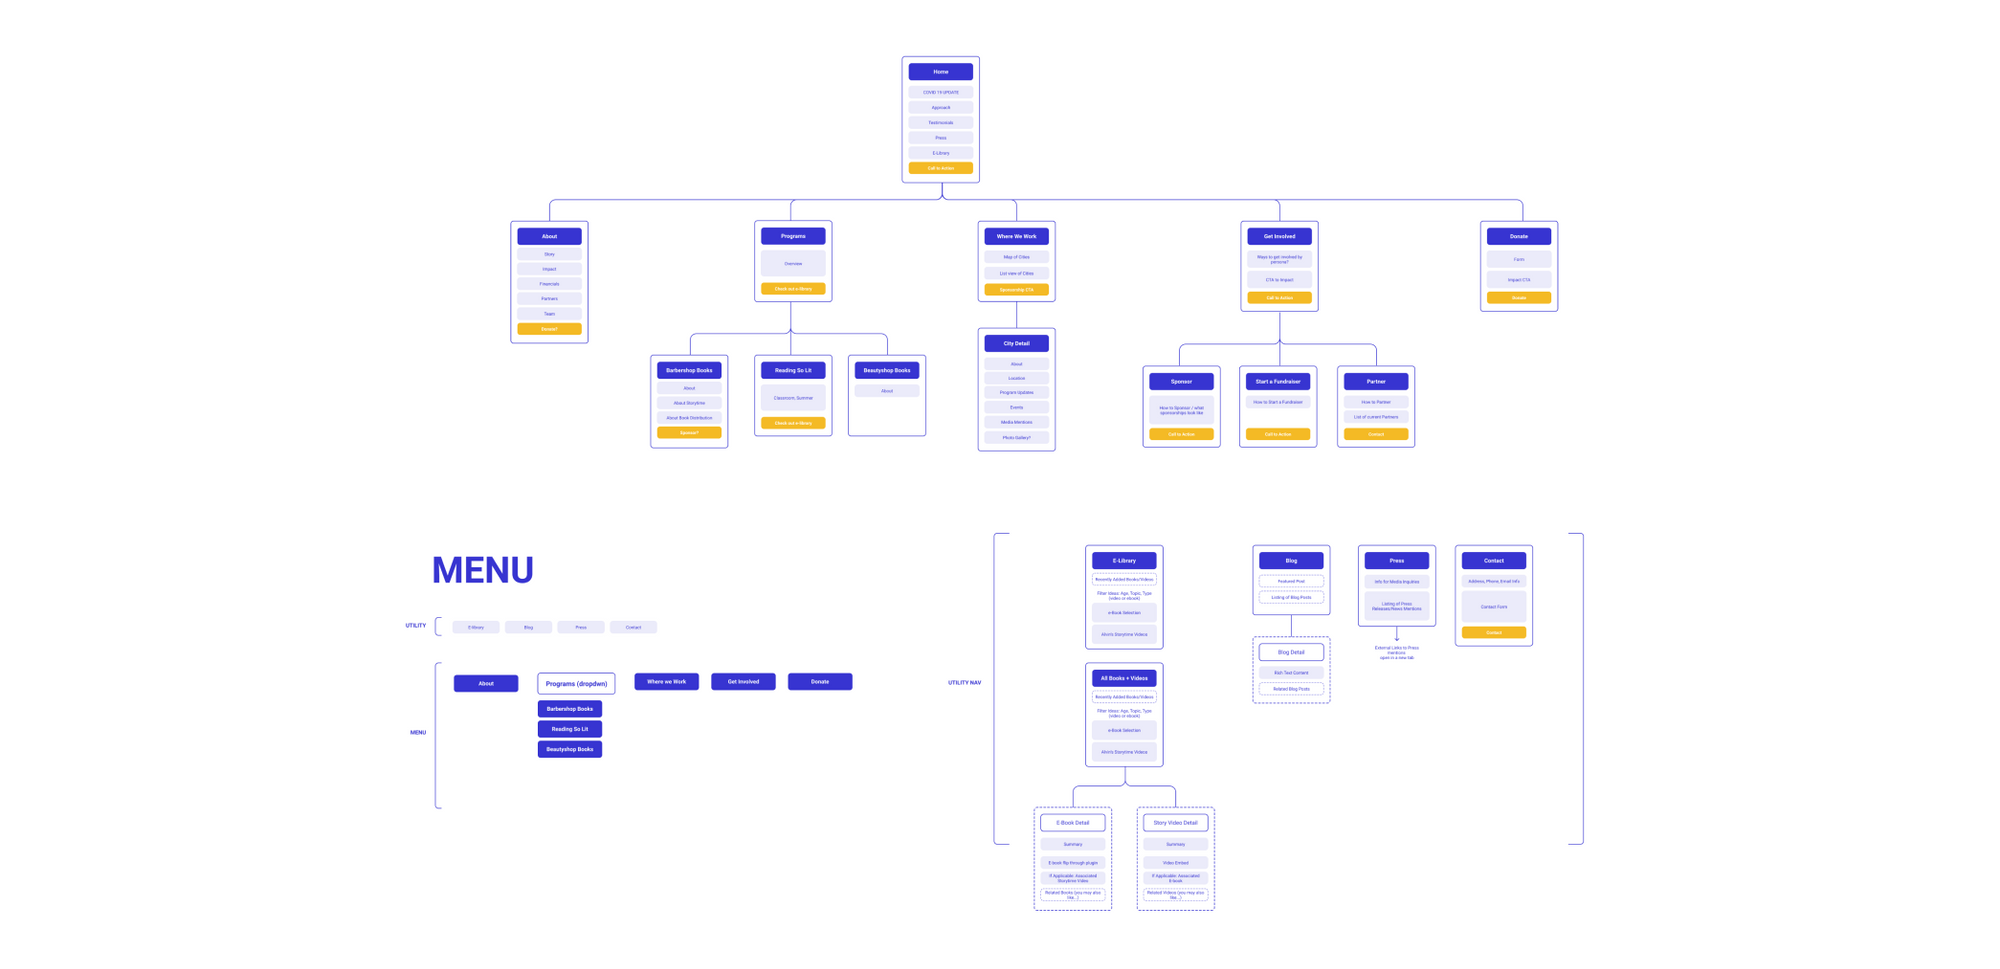 Home
COVID 19 UPDATE
Approach
Testimonials
Press
E-Library
Call to Action
About
Story
Impact
Financials
Partners
Team
Donate?
Programs
Overview
Check out e-library
Where We Work
Map of Cities
List view of Cities
Sponsorship CTA
Get Involved
Ways to get involved by
persona?
CTA to Impact
Call to Action
Donate
Form
Impact CTA
Donate
Barbershop Books
About
About Storytime
About Book Distribution
Sponsor?
Reading So Lit
Classroom, Summer
Check out e-library
Beautyshop Books
About
City Detail
About
Location
Program Updates
Events
Media Mentions
Photo Gallery?
Sponsor
How to Sponsor / what
sponsorships look like
Call to Action
Start a Fundraiser
How to Start a Fundraiser
Call to Action
Partner
How to Partner
List of current Partners
Contact
MENU
UTILITY
E-library
Blog
Press
Contact
MENU
About
Programs (dropdwn)
Barbershop Books
Reading So Lit
Beautyshop Books
Where we Work
Get Involved
Donate
UTILITY NAV
E-Library
Recently Added Books/Videos
Filter Ideas: Age, Topic, Type
(video or ebook)
e-Book Selection
Alvin's Storytime Videos
All Books + Videos
Recently Added Books/Videos
Filter Ideas: Age, Topic, Type
(video or ebook)
e-Book Selection
Alvin's Storytime Videos
E-Book Detail
Summary
E-book flip through plugin
If Applicable: Associated
Storytime Video
Related Books (you may also
like...)
Story Video Detail
Summary
Video Embed
If Applicable: Associated
E-book
Related Videos (you may also
like...)
Blog
Featured Post
Listing of Blog Posts
Blog Detail
Rich Text Content
Related Blog Posts
Press
Info for Media Inquiries
Listing of Press
Releases/News Mentions
External Links to Press
mentions
open in a new tab
Contact
Address, Phone, Email Info
Contact Form
Contact